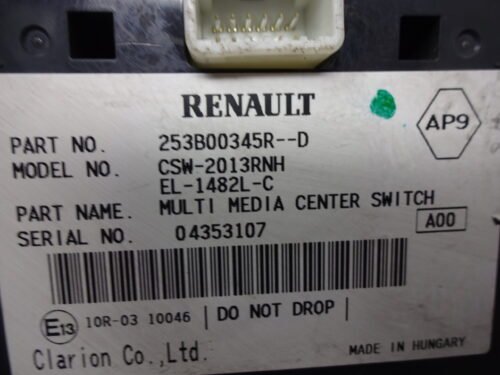 RENAULT
AP9
PART NO. 253B00345R--D
MODEL NO. CSW-2013RNH
EL-1482L-C
PART NAME. MULTI MEDIA CENTER SWITCH
SERIAL NO. 04353107
A00
E13 10R-03 10046 | DO NOT DROP |
Clarion Co.,Ltd. MADE IN HUNGARY